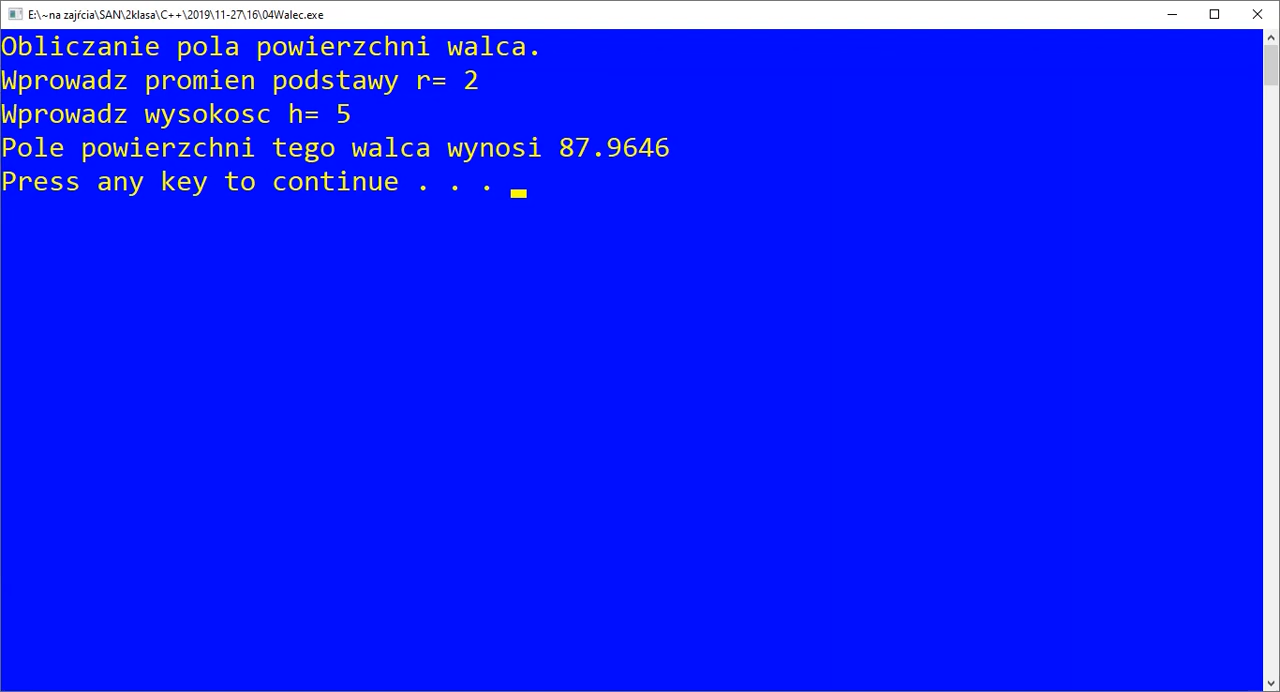 E:\~na zajŕcia\SAN\2klasa\C++\2019\11-27\16\04Walec.exe
Obliczanie pola powierzchni walca.
Wprowadz promien podstawy r= 2
Wprowadz wysokosc h= 5
Pole powierzchni tego walca wynosi 87.9646
Press any key to continue . . .